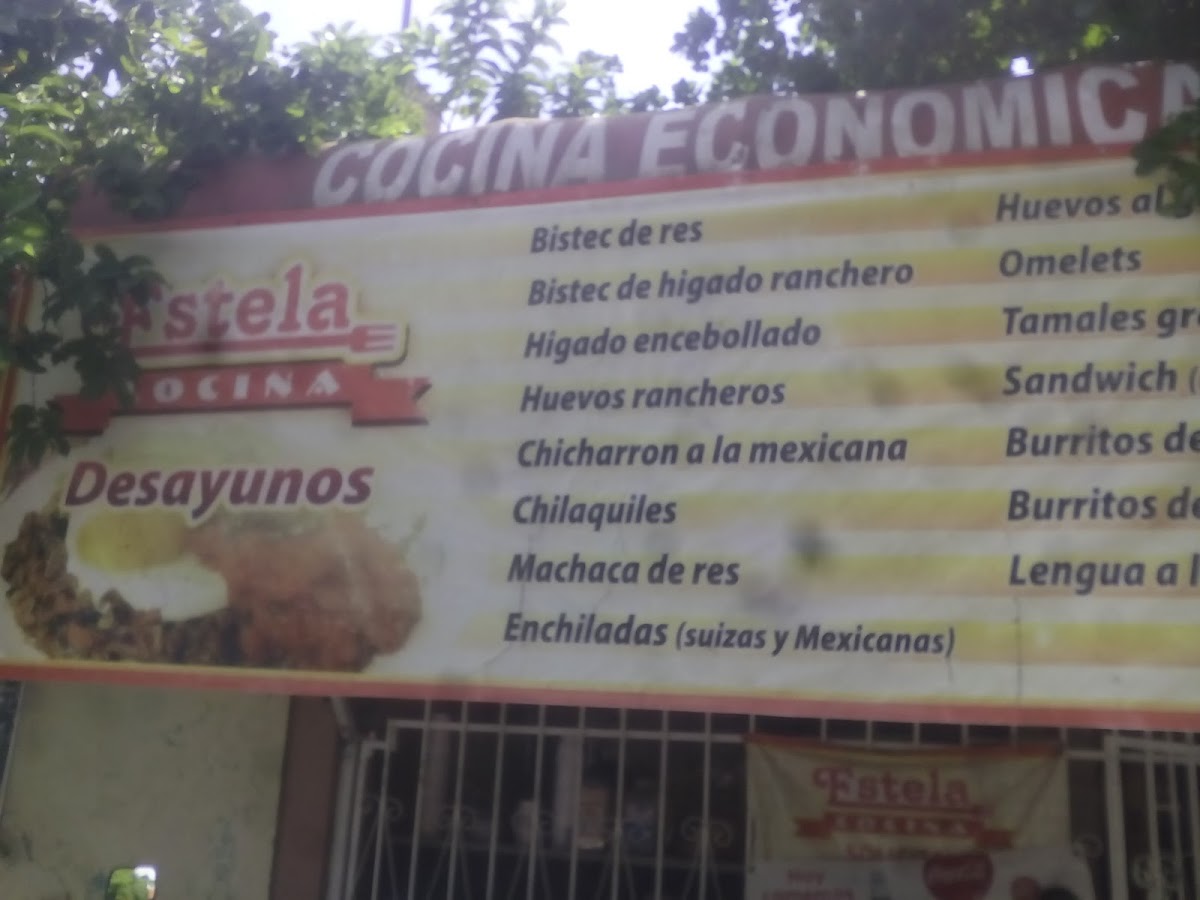 COCINA ECONOMICA
Estela
COCINA
Desayunos
Bistec de res
Bistec de higado ranchero
Higado encebollado
Huevos rancheros
Chicharron a la mexicana
Chilaquiles
Machaca de res
Enchiladas (suizas y Mexicanas)
Huevos al
Omelets
Tamales
Sandwich (
Burritos de
Burritos de
Lengua a l
Estela
COCINA
Coca-Cola